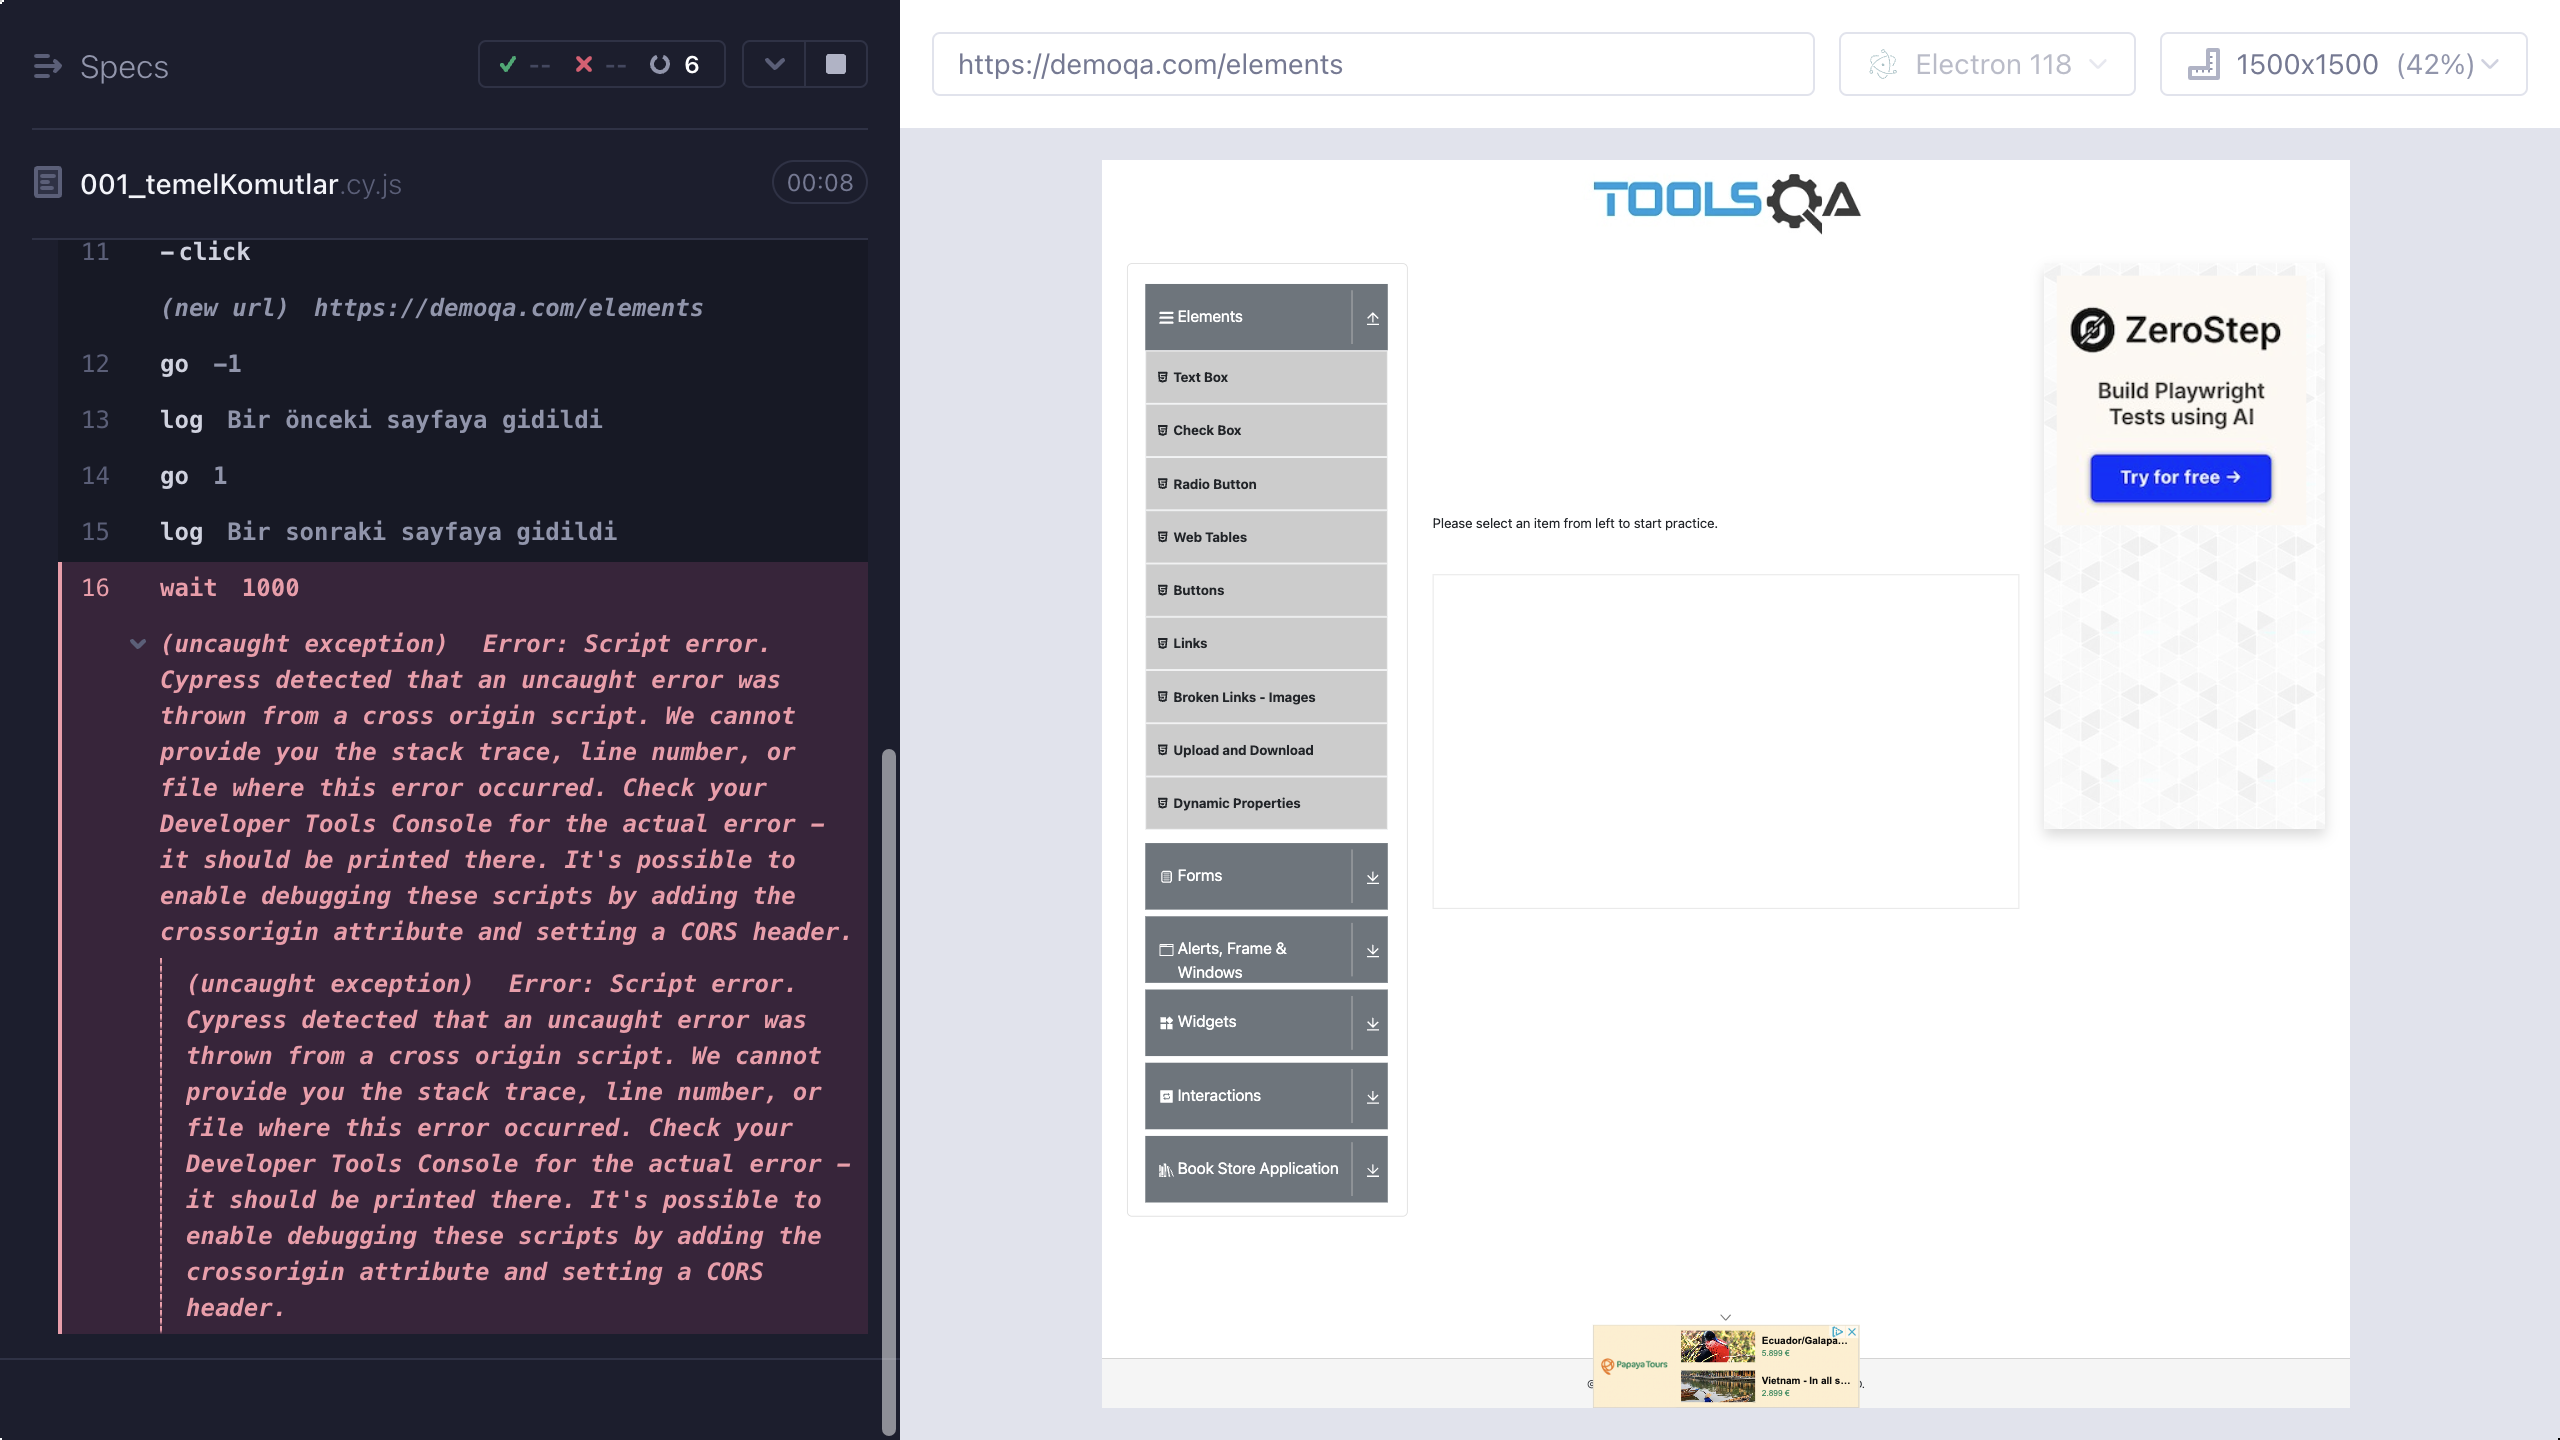 Specs
-- -- 6
001_temelKomutlar.cy.js 00:08
11 -click
(new url) https://demoqa.com/elements
12 go -1
13 log Bir önceki sayfaya gidildi
14 go 1
15 log Bir sonraki sayfaya gidildi
16 wait 1000
(uncaught exception) Error: Script error.
Cypress detected that an uncaught error was
thrown from a cross origin script. We cannot
provide you the stack trace, line number, or
file where this error occurred. Check your
Developer Tools Console for the actual error -
it should be printed there. It's possible to
enable debugging these scripts by adding the
crossorigin attribute and setting a CORS header.
(uncaught exception) Error: Script error.
Cypress detected that an uncaught error was
thrown from a cross origin script. We cannot
provide you the stack trace, line number, or
file where this error occurred. Check your
Developer Tools Console for the actual error -
it should be printed there. It's possible to
enable debugging these scripts by adding the
crossorigin attribute and setting a CORS
header.
https://demoqa.com/elements
Electron 118
1500x1500 (42%)
TOOLSQA
Elements
Text Box
Check Box
Radio Button
Web Tables
Buttons
Links
Broken Links - Images
Upload and Download
Dynamic Properties
Forms
Alerts, Frame &
Windows
Widgets
Interactions
Book Store Application
Please select an item from left to start practice.
ZeroStep
Build Playwright
Tests using AI
Try for free →
Papaya Tours
Ecuador/Galapa...
5.899 €
Vietnam - In all s...
2.899 €